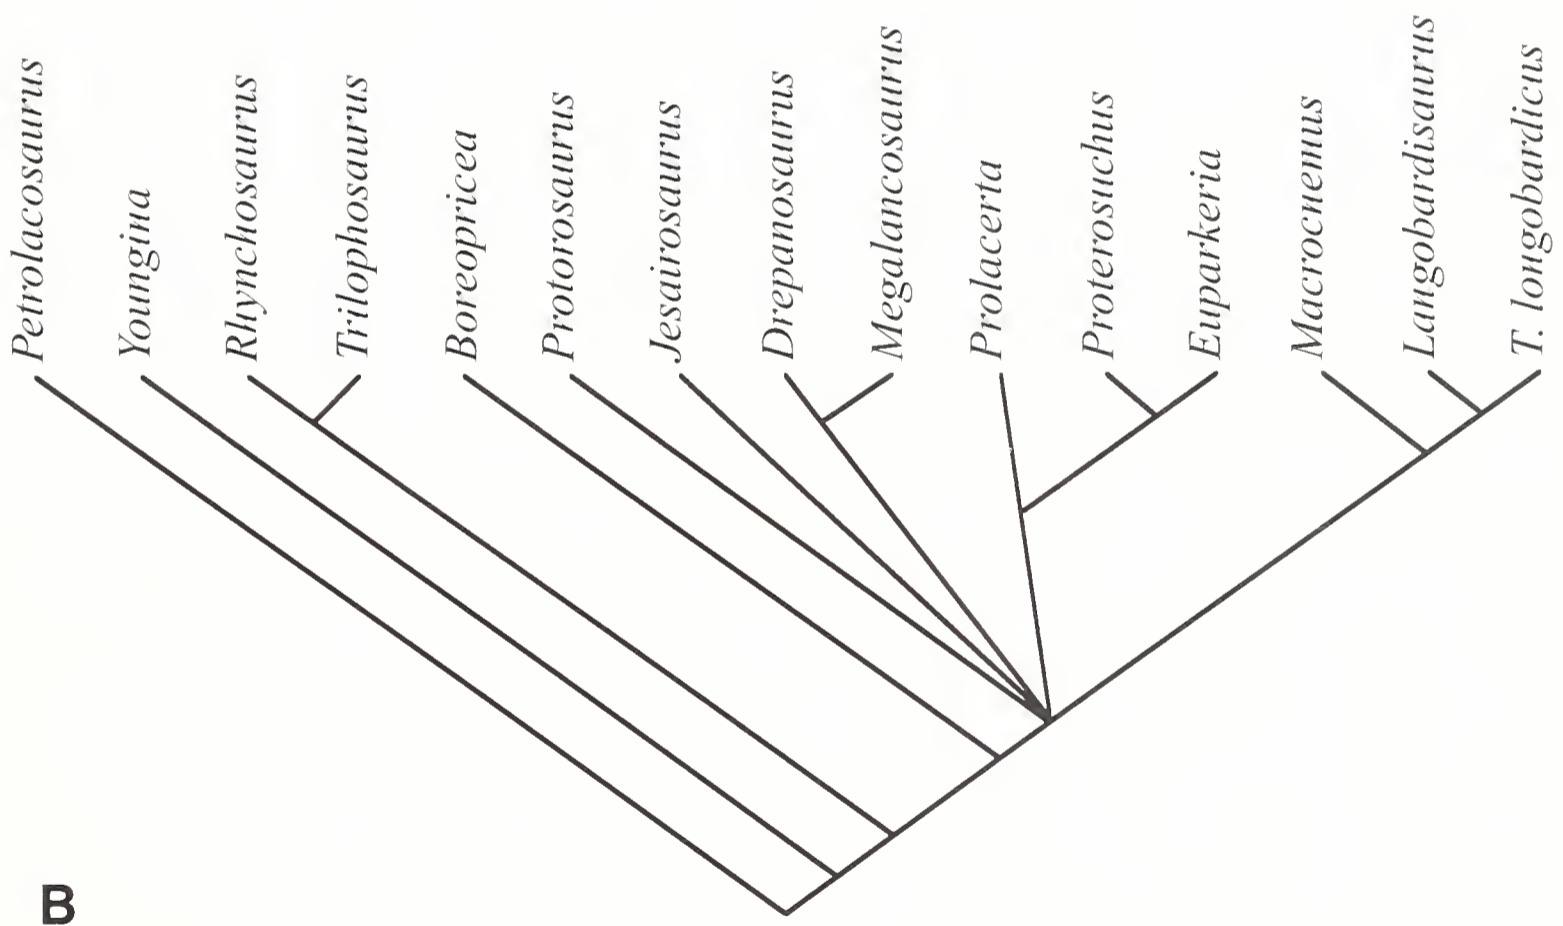 Petrolacosaurus
Youngina
Rhynchosaurus
Trilophosaurus
Boreopricea
Protorosaurus
Jesairosaurus
Drepanosaurus
Megalancosaurus
Prolacerta
Proterosuchus
Euparkeria
Macrocnemus
Langobardisaurus
T. longobardicus
B